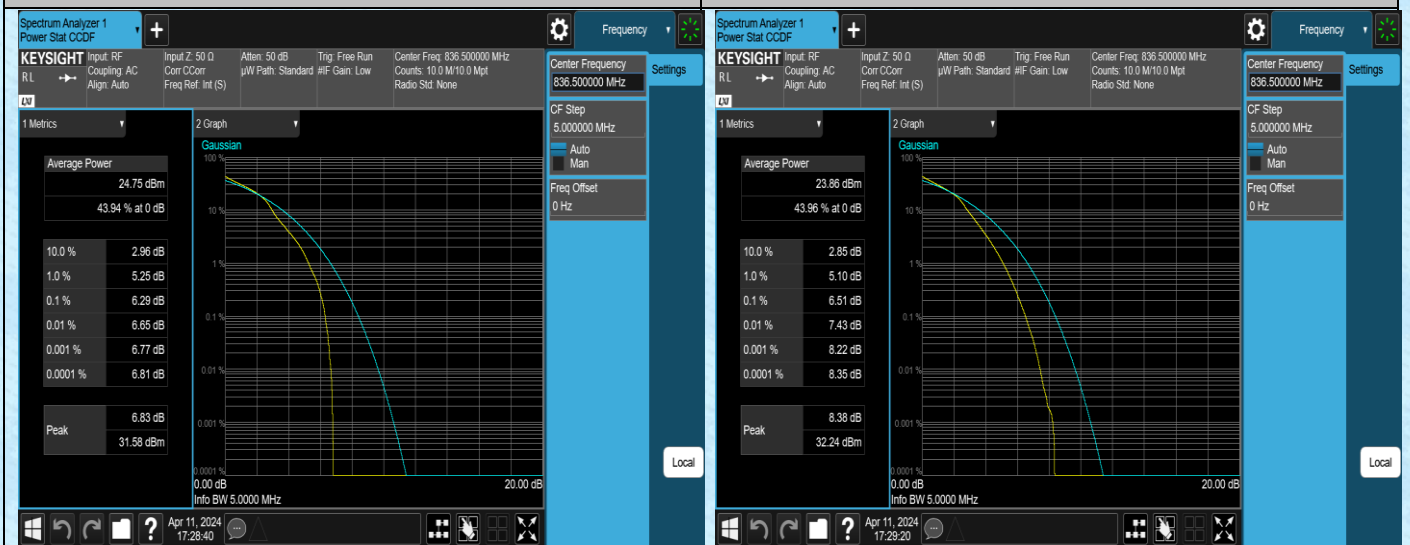 Spectrum Analyzer 1
Power Stat CCDF
Frequency
KEYSIGHT
R L
LXI
Input: RF
Coupling: AC
Align: Auto
Input Z: 50 Ω
Corr CCorr
Freq Ref: Int (S)
Atten: 50 dB
µW Path: Standard
Trig: Free Run
#IF Gain: Low
Center Freq: 836.500000 MHz
Counts: 10.0 M/10.0 Mpt
Radio Std: None
Center Frequency
836.500000 MHz
Settings
CF Step
5.000000 MHz
Auto
Man
Freq Offset
0 Hz
Local
1 Metrics
Average Power
24.75 dBm
43.94 % at 0 dB
10.0 % 2.96 dB
1.0 % 5.25 dB
0.1 % 6.29 dB
0.01 % 6.65 dB
0.001 % 6.77 dB
0.0001 % 6.81 dB
Peak
6.83 dB
31.58 dBm
2 Graph
Gaussian
100 %
10 %
1 %
0.1 %
0.01 %
0.001 %
0.0001 %
0.00 dB 20.00 dB
Info BW 5.0000 MHz
?
Apr 11, 2024
17:28:40
Spectrum Analyzer 1
Power Stat CCDF
Frequency
KEYSIGHT
R L
LXI
Input: RF
Coupling: AC
Align: Auto
Input Z: 50 Ω
Corr CCorr
Freq Ref: Int (S)
Atten: 50 dB
µW Path: Standard
Trig: Free Run
#IF Gain: Low
Center Freq: 836.500000 MHz
Counts: 10.0 M/10.0 Mpt
Radio Std: None
Center Frequency
836.500000 MHz
Settings
CF Step
5.000000 MHz
Auto
Man
Freq Offset
0 Hz
Local
1 Metrics
Average Power
23.86 dBm
43.96 % at 0 dB
10.0 % 2.85 dB
1.0 % 5.10 dB
0.1 % 6.51 dB
0.01 % 7.43 dB
0.001 % 8.22 dB
0.0001 % 8.35 dB
Peak
8.38 dB
32.24 dBm
2 Graph
Gaussian
100 %
10 %
1 %
0.1 %
0.01 %
0.001 %
0.0001 %
0.00 dB 20.00 dB
Info BW 5.0000 MHz
?
Apr 11, 2024
17:29:20